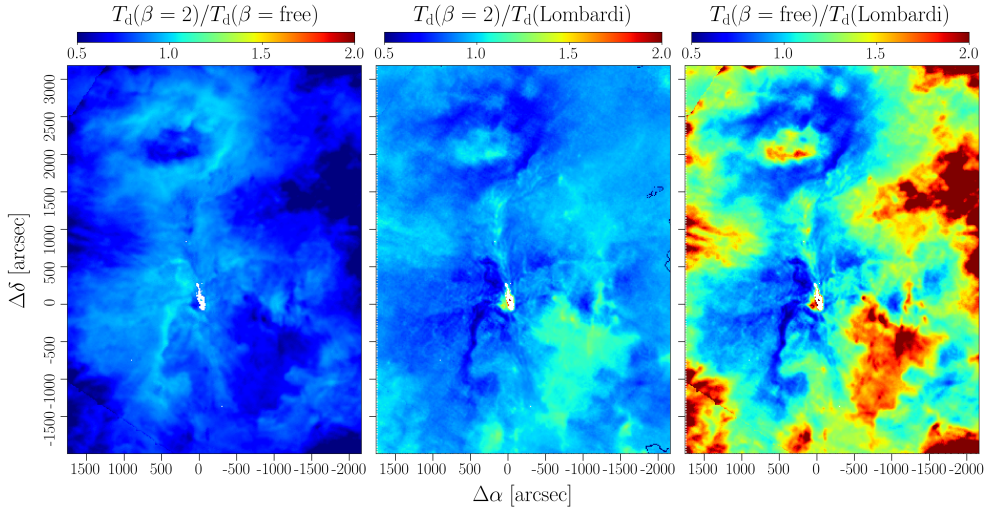 T_d(β = 2)/T_d(β = free)
T_d(β = 2)/T_d(Lombardi)
T_d(β = free)/T_d(Lombardi)
0.5 1.0 1.5 2.0
0.5 1.0 1.5 2.0
0.5 1.0 1.5 2.0
Δδ [arcsec]
3000
2500
2000
1500
1000
500
0
-500
-1000
-1500
1500 1000 500 0 -500 -1000 -1500 -2000
1500 1000 500 0 -500 -1000 -1500 -2000
1500 1000 500 0 -500 -1000 -1500 -2000
Δα [arcsec]